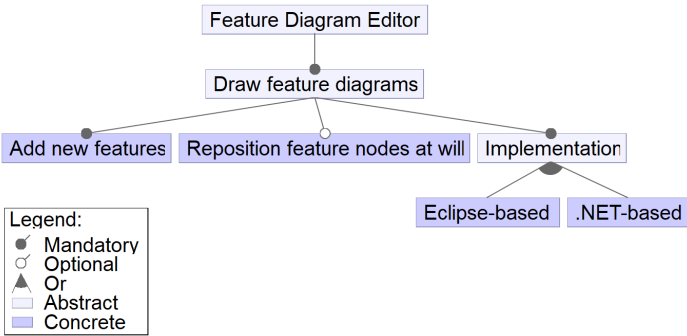 Feature Diagram Editor
Draw feature diagrams
Add new features
Reposition feature nodes at will
Implementation
Eclipse-based
.NET-based
Legend:
Mandatory
Optional
Or
Abstract
Concrete